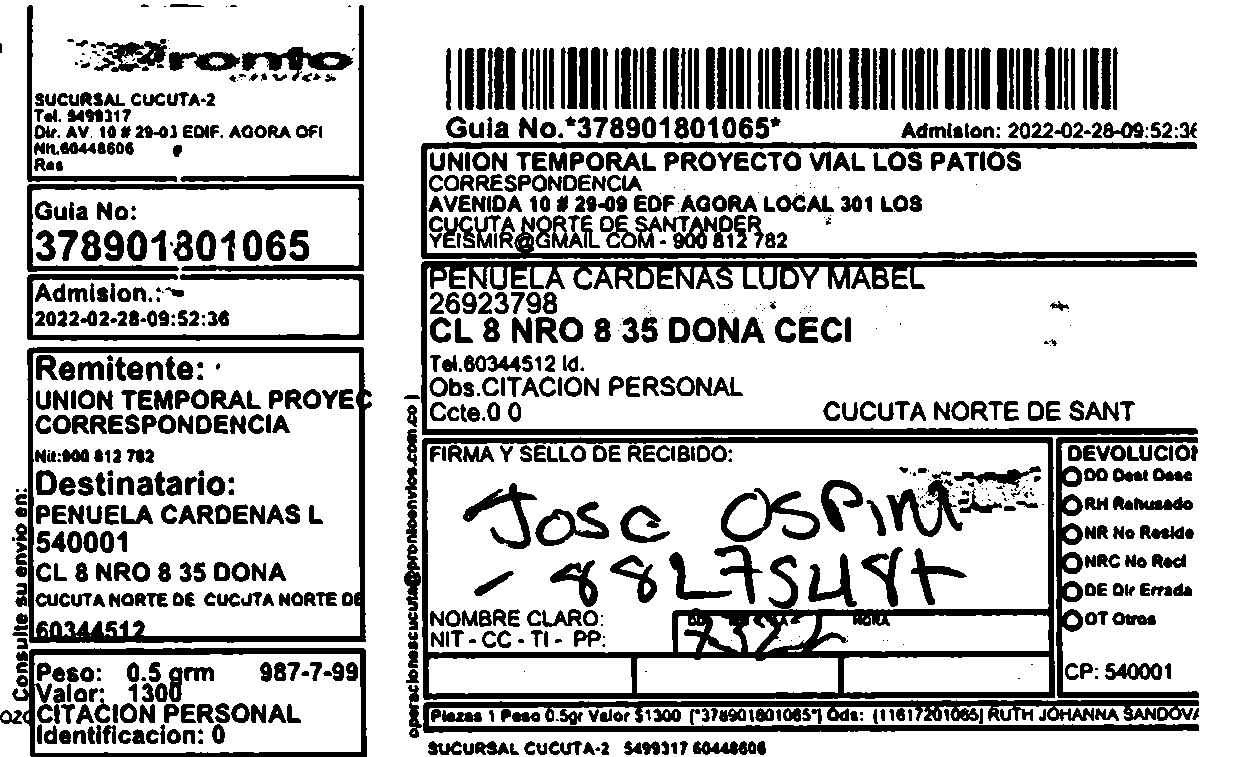 Pronto
envios
SUCURSAL CUCUTA-2
Tel. 5499317
Dir. AV. 10 # 29-03 EDIF. AGORA OFI
Nit.60448606
Res
Guia No:
378901801065
Admision.:
2022-02-28-09:52:36
Remitente:
UNION TEMPORAL PROYEC
CORRESPONDENCIA
Nit:900 812 782
Destinatario:
PENUELA CARDENAS L
540001
CL 8 NRO 8 35 DONA
CUCUTA NORTE DE CUCUTA NORTE DE
60344512
Peso: 0.5 grm 987-7-99
Valor: 1300
CITACION PERSONAL
Identificacion: 0
Consulte su envio en:
Guia No.*378901801065*
Admision: 2022-02-28-09:52:36
UNION TEMPORAL PROYECTO VIAL LOS PATIOS
CORRESPONDENCIA
AVENIDA 10 # 29-09 EDF AGORA LOCAL 301 LOS
CUCUTA NORTE DE SANTANDER
YEISMIR@GMAIL COM - 900 812 782
PENUELA CARDENAS LUDY MABEL
26923798
CL 8 NRO 8 35 DONA CECI
Tel.60344512 Id.
Obs.CITACION PERSONAL
Ccte.0 0 CUCUTA NORTE DE SANT
operacionescucuta@prontoenvios.com.co )
FIRMA Y SELLO DE RECIBIDO:
Jose OSPINA
NOMBRE CLARO:
NIT - CC - TI - PP:
HORA
DEVOLUCION
DD Dest Desc
RH Rehusado
NR No Reside
NRC No Recl
DE Dir Errada
OT Otros
CP: 540001
Piezas 1 Peso 0.5gr Valor $1300 [*378901801065*] Ods: (11617201065] RUTH JOHANNA SANDOVA
SUCURSAL CUCUTA-2 5499317 60448606